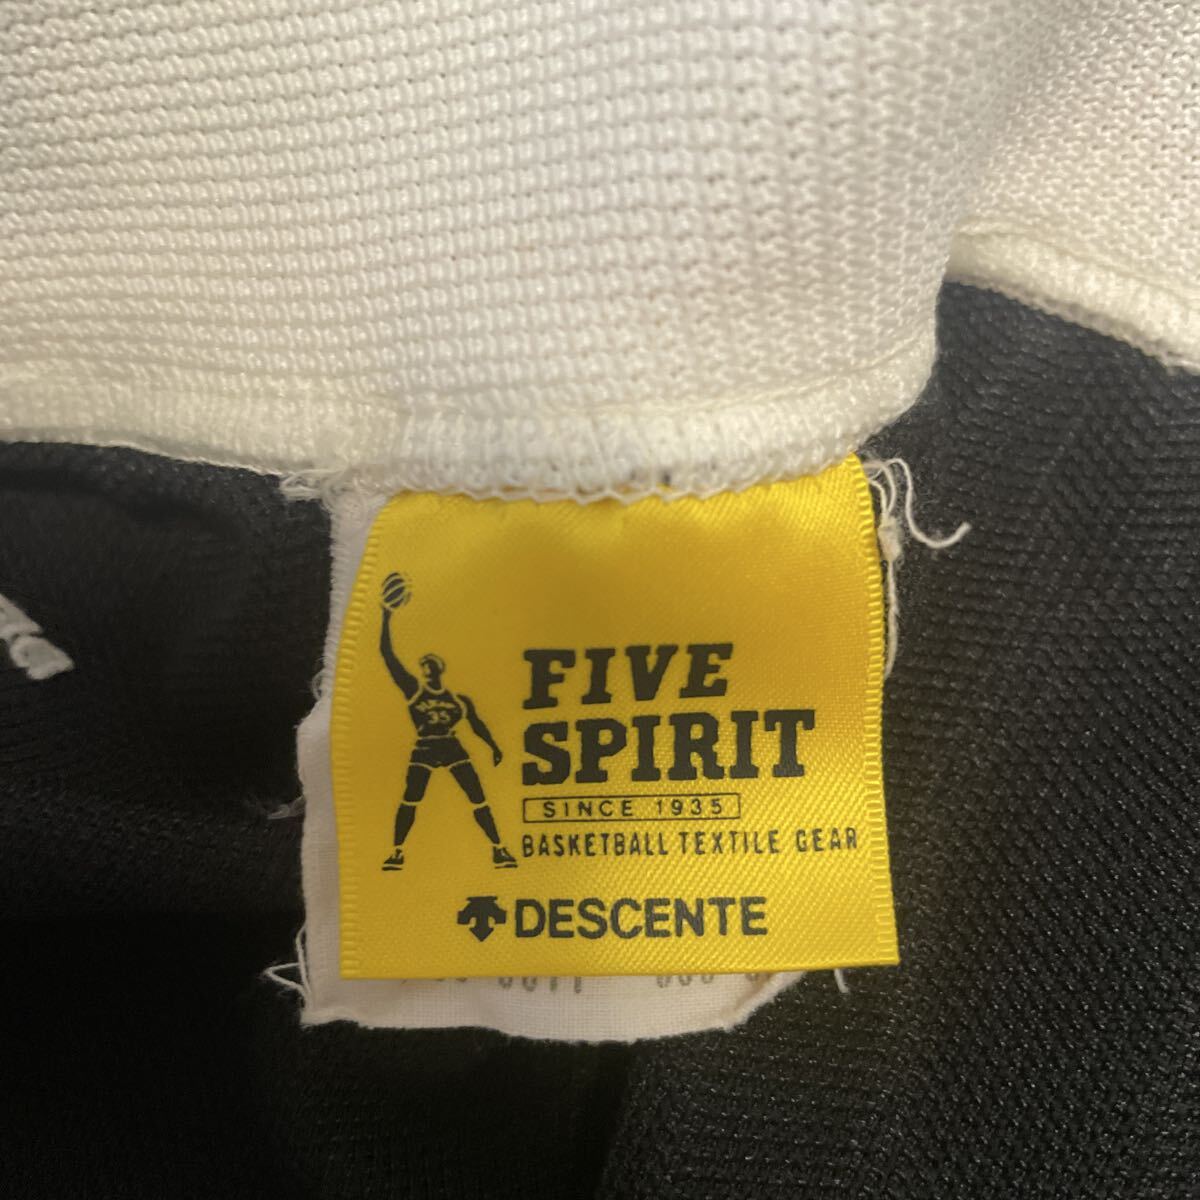 FIVE
SPIRIT
SINCE 1935
BASKETBALL TEXTILE GEAR
DESCENTE
35